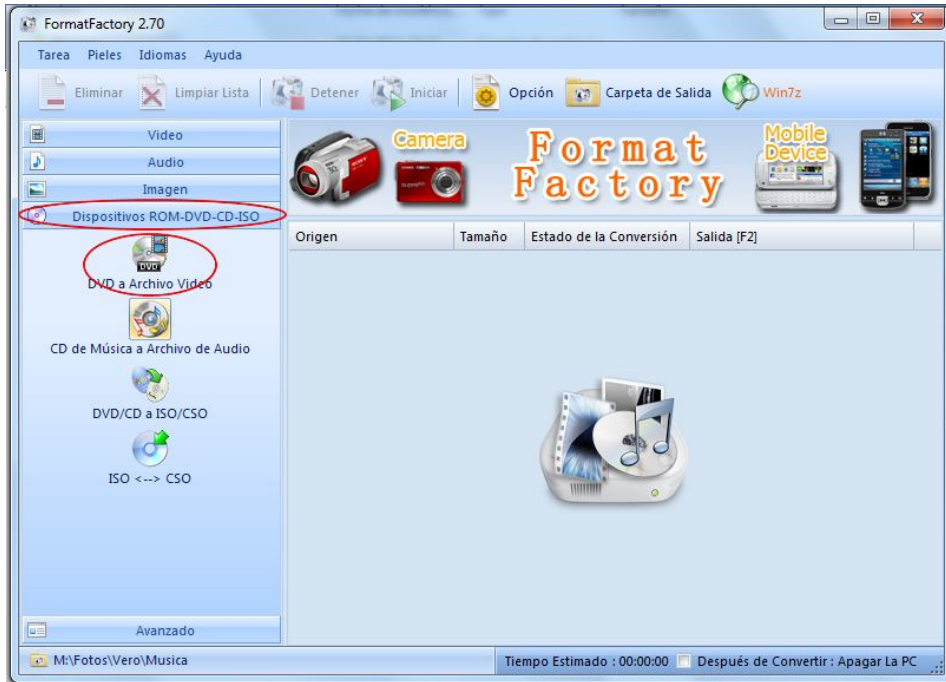 FormatFactory 2.70
Tarea Pieles Idiomas Ayuda
Eliminar Limpiar Lista Detener Iniciar Opción Carpeta de Salida Win7z
Video
Audio
Imagen
Dispositivos ROM-DVD-CD-ISO
DVD
DVD a Archivo Video
CD de Música a Archivo de Audio
DVD/CD a ISO/CSO
ISO <--> CSO
Avanzado
Camera
Format
Factory
Mobile
Device
Origen Tamaño Estado de la Conversión Salida [F2]
M:\Fotos\Vero\Musica
Tiempo Estimado : 00:00:00 Después de Convertir : Apagar La PC